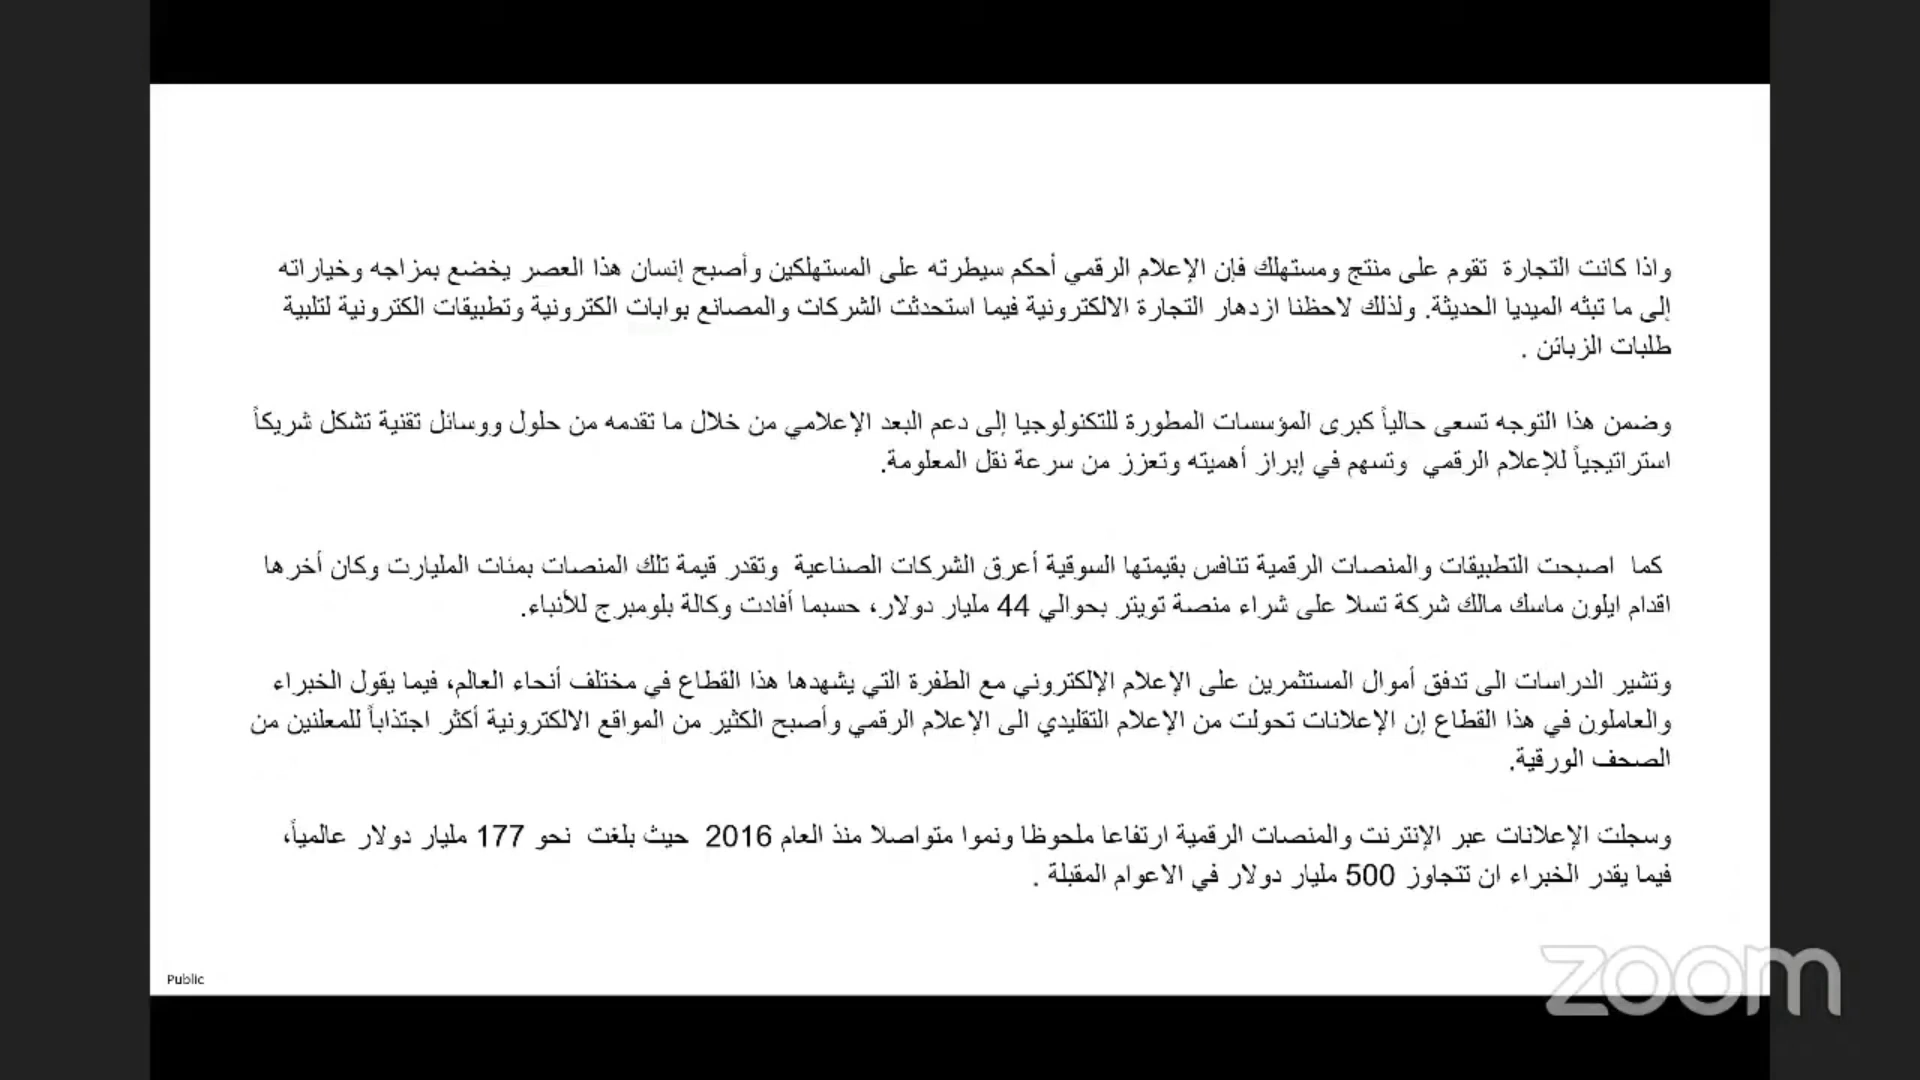 واذا كانت التجارة تقوم على منتج ومستهلك فإن الإعلام الرقمي أحكم سيطرته على المستهلكين وأصبح إنسان هذا العصر يخضع بمزاجه وخياراته
إلى ما تبثه الميديا الحديثة. ولذلك لاحظنا ازدهار التجارة الالكترونية فيما استحدثت الشركات والمصانع بوابات الكترونية وتطبيقات الكترونية لتلبية
طلبات الزبائن .
وضمن هذا التوجه تسعى حالياً كبرى المؤسسات المطورة للتكنولوجيا إلى دعم البعد الإعلامي من خلال ما تقدمه من حلول ووسائل تقنية تشكل شريكاً
استراتيجياً للإعلام الرقمي وتسهم في إبراز أهميته وتعزز من سرعة نقل المعلومة.
كما اصبحت التطبيقات والمنصات الرقمية تنافس بقيمتها السوقية أعرق الشركات الصناعية وتقدر قيمة تلك المنصات بمئات المليارت وكان أخرها
اقدام ايلون ماسك مالك شركة تسلا على شراء منصة تويتر بحوالي 44 مليار دولار، حسبما أفادت وكالة بلومبرج للأنباء.
وتشير الدراسات الى تدفق أموال المستثمرين على الإعلام الإلكتروني مع الطفرة التي يشهدها هذا القطاع في مختلف أنحاء العالم، فيما يقول الخبراء
والعاملون في هذا القطاع إن الإعلانات تحولت من الإعلام التقليدي الى الإعلام الرقمي وأصبح الكثير من المواقع الالكترونية أكثر اجتذاباً للمعلنين من
الصحف الورقية.
وسجلت الإعلانات عبر الإنترنت والمنصات الرقمية ارتفاعا ملحوظا ونموا متواصلا منذ العام 2016 حيث بلغت نحو 177 مليار دولار عالمياً،
فيما يقدر الخبراء ان تتجاوز 500 مليار دولار في الاعوام المقبلة .
Public
zoom